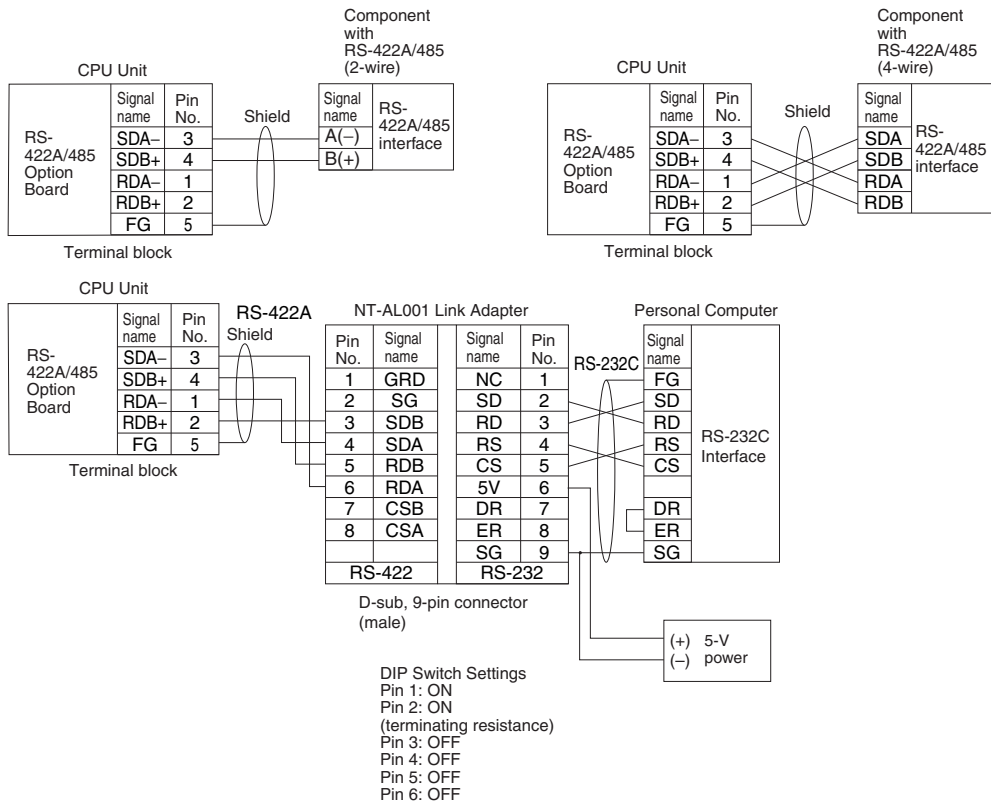 Component
with
RS-422A/485
(2-wire)
CPU Unit
Signal name Pin No.
Shield
Signal name
RS-422A/485 Option Board
SDA– 3
SDB+ 4
RDA– 1
RDB+ 2
FG 5
A(–)
B(+)
RS-422A/485 interface
Terminal block
Component
with
RS-422A/485
(4-wire)
CPU Unit
Signal name Pin No.
Shield
Signal name
RS-422A/485 Option Board
SDA– 3
SDB+ 4
RDA– 1
RDB+ 2
FG 5
SDA
SDB
RDA
RDB
RS-422A/485 interface
Terminal block
CPU Unit
Signal name Pin No.
RS-422A/485 Option Board
SDA– 3
SDB+ 4
RDA– 1
RDB+ 2
FG 5
Terminal block
RS-422A
Shield
NT-AL001 Link Adapter
Pin No. Signal name Signal name Pin No.
1 GRD NC 1
2 SG SD 2
3 SDB RD 3
4 SDA RS 4
5 RDB CS 5
6 RDA 5V 6
7 CSB DR 7
8 CSA ER 8
SG 9
RS-422 RS-232
D-sub, 9-pin connector
(male)
RS-232C
Personal Computer
Signal name
FG
SD
RD
RS
CS
DR
ER
SG
RS-232C
Interface
(+) 5-V
(–) power
DIP Switch Settings
Pin 1: ON
Pin 2: ON
(terminating resistance)
Pin 3: OFF
Pin 4: OFF
Pin 5: OFF
Pin 6: OFF